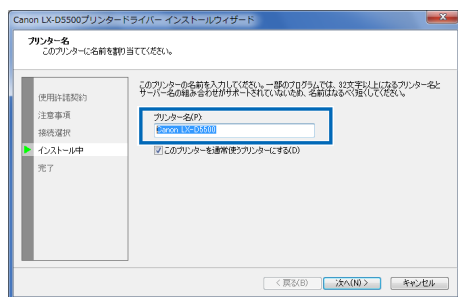 Canon LX-D5500プリンタードライバー インストールウィザード
プリンター名
このプリンターに名前を割り当ててください。
使用許諾契約
注意事項
接続選択
インストール中
完了
このプリンターの名前を入力してください。一部のプログラムでは、32文字以上になるプリンター名と
サーバー名の組み合わせがサポートされていないため、名前はなるべく短くしてください。
プリンター名(P):
Canon LX-D5500
このプリンターを通常使うプリンターにする(D)
< 戻る(B)
次へ(N) >
キャンセル